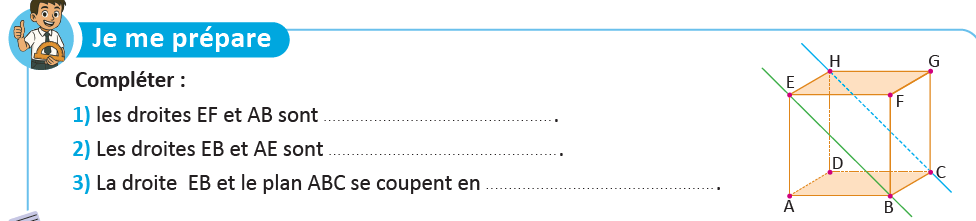 Je me prépare
Compléter :
1) les droites EF et AB sont ............................................ .
2) Les droites EB et AE sont ............................................ .
3) La droite EB et le plan ABC se coupent en ............................................ .
H
G
E
F
D
C
A
B